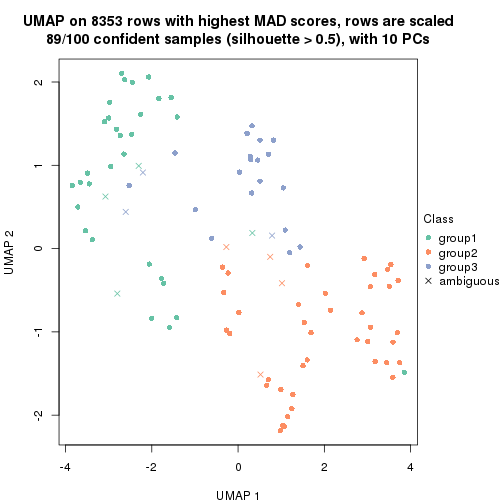 UMAP on 8353 rows with highest MAD scores, rows are scaled
89/100 confident samples (silhouette > 0.5), with 10 PCs
2
1
0
-1
-2
UMAP 2
-4
-2
0
2
4
UMAP 1
Class
group1
group2
group3
ambiguous